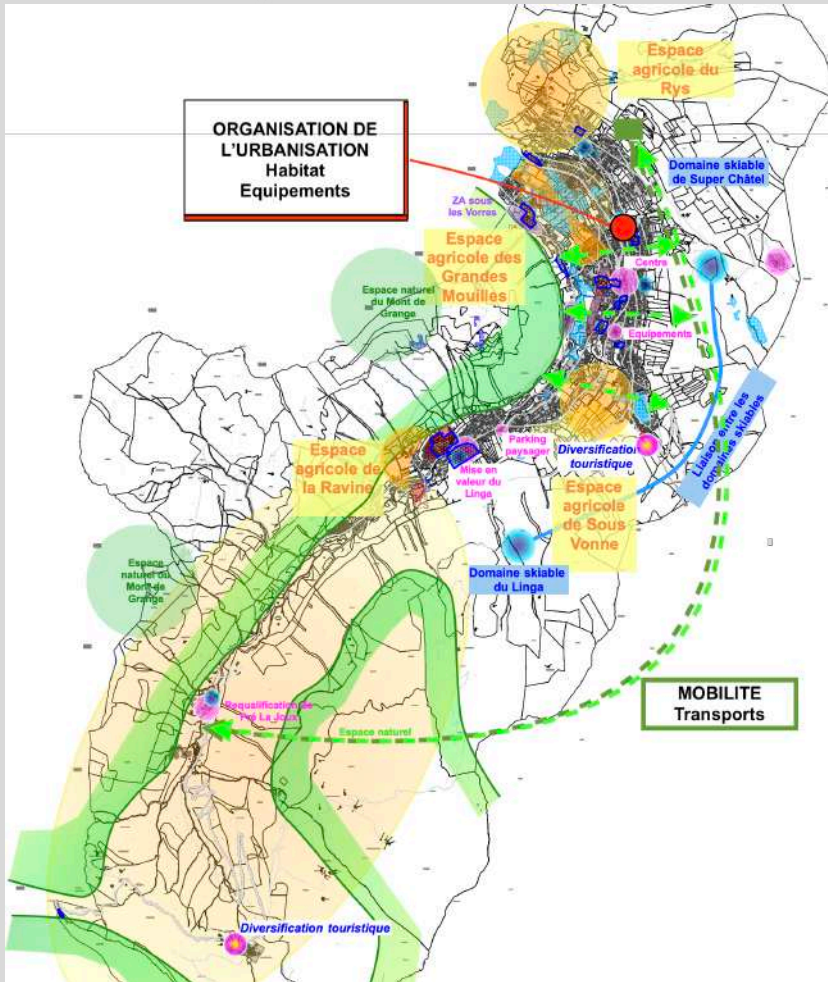 Espace
agricole du
Rys
ORGANISATION DE
L'URBANISATION
Habitat
Equipements
Domaine skiable
de Super Châtel
ZA sous
les Vorres
Espace
agricole des
Grandes
Mouilles
Centre
Espace naturel
du Mont de
Grange
Equipements
Liaison entre les
domaines skiables
Parking
paysager
Diversification
touristique
Espace
agricole de
la Ravine
Mise en
valeur du
Linga
Espace
agricole
de Sous
Vonne
Espace
naturel du
Mont de
Grange
Domaine skiable
du Linga
MOBILITE
Transports
Requalification de
Pré La Joux
Espace naturel
Diversification touristique